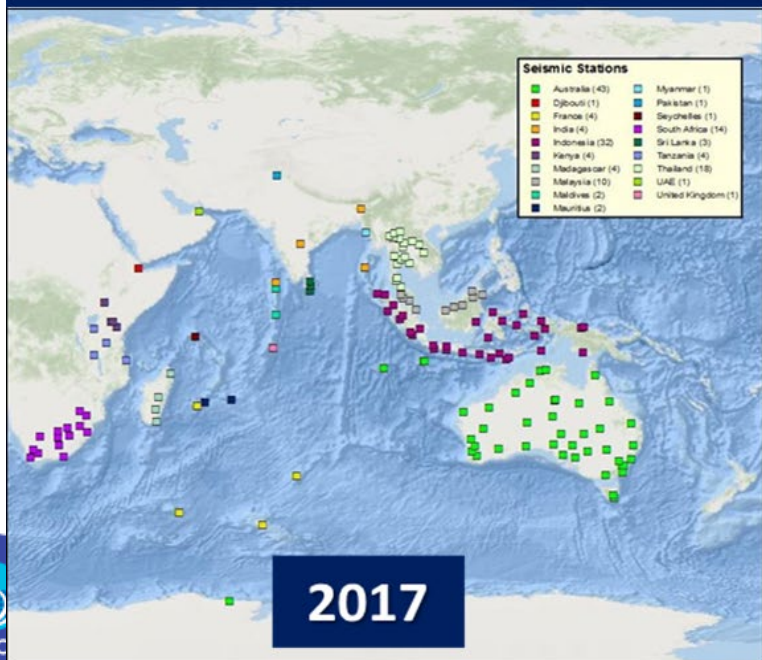 Seismic Stations
Australia (43)
Djibouti (1)
France (4)
India (4)
Indonesia (32)
Kenya (4)
Madagascar (4)
Malaysia (10)
Maldives (2)
Mauritius (2)
Myanmar (1)
Pakistan (1)
Seychelles (1)
South Africa (14)
Sri Lanka (3)
Tanzania (4)
Thailand (18)
UAE (1)
United Kingdom (1)
2017